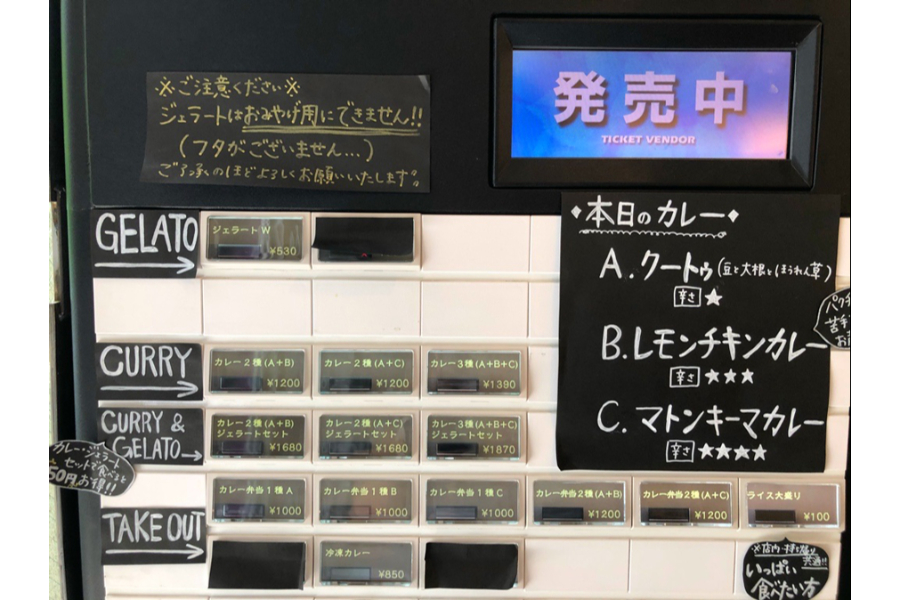 ※ご注意ください※
ジェラートはおみやげ用にできません!!
(フタがございません...)
ご了承のほどよろしくお願いいたします。
発売中
TICKET VENDOR
GELATO
ジェラートW
¥530
◆本日のカレー◆
A.クートゥ(豆と大根とほうれん草)
辛さ★
B.レモンチキンカレー
辛さ★★★
C.マトンキーマカレー
辛さ★★★★
パクチ
苦手
CURRY
カレー2種(A+B)
¥1200
カレー2種(A+C)
¥1200
カレー3種(A+B+C)
¥1390
CURRY & GELATO
カレー2種(A+B)
ジェラートセット
¥1680
カレー2種(A+C)
ジェラートセット
¥1680
カレー3種(A+B+C)
ジェラートセット
¥1870
カレー・ジェラート
セットで食べると
50円お得!!
TAKE OUT
カレー弁当1種A
¥1000
カレー弁当1種B
¥1000
カレー弁当1種C
¥1000
カレー弁当2種(A+B)
¥1200
カレー弁当2種(A+C)
¥1200
ライス大盛り
¥100
冷凍カレー
¥850
※店内・持ち帰り
共通!!
いっぱい
食べたい方